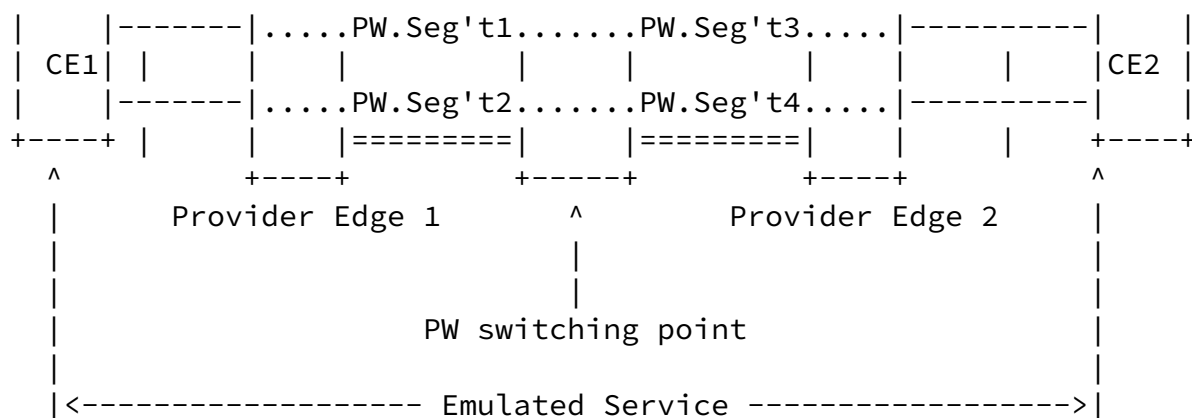 |    |-------|.....PW.Seg't1.......PW.Seg't3.....|----------|    |
| CE1| |     |    |         |     |         |    |     |    |CE2 |
|    |-------|.....PW.Seg't2.......PW.Seg't4.....|----------|    |
+----+ |     |    |=========|     |=========|    |     |    +----+
^ +----+ +-----+ +----+ ^
| Provider Edge 1 ^ Provider Edge 2 |
| | |
| | |
| PW switching point |
| |
|<------------------- Emulated Service ------------------>|